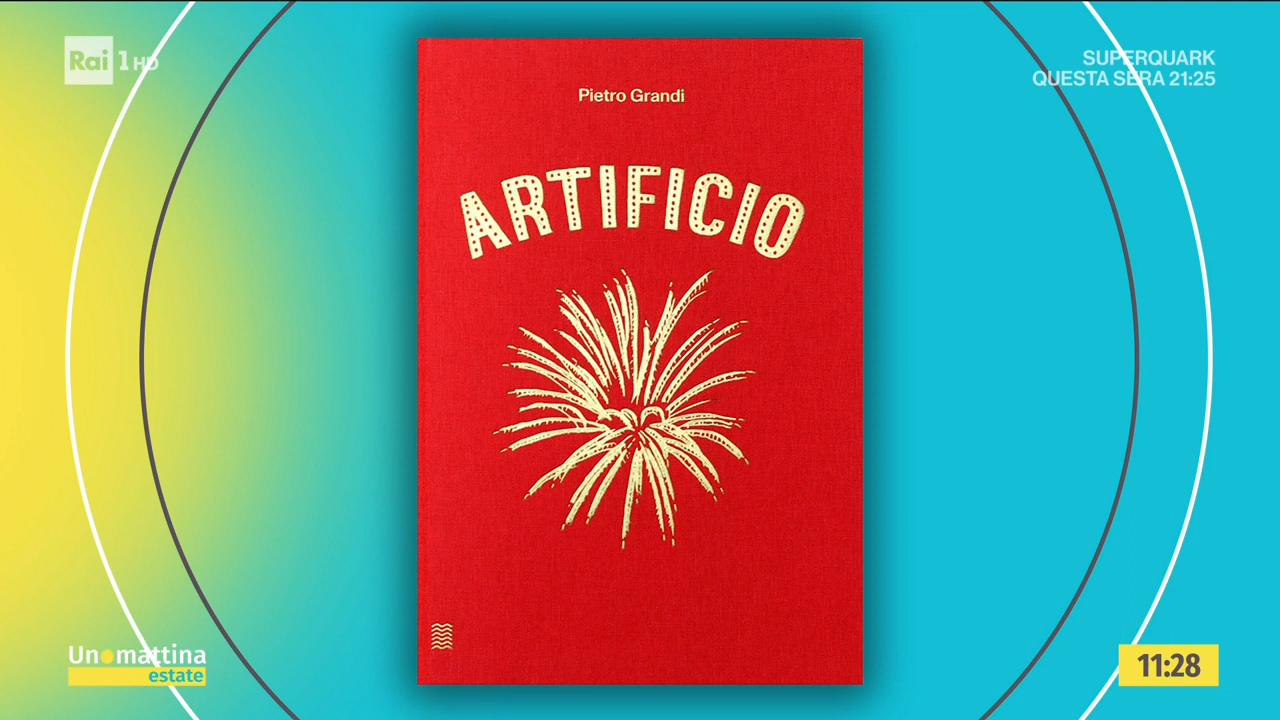 Rai 1 HD
SUPERQUARK
QUESTA SERA 21:25
Pietro Grandi
ARTIFICIO
Unomattina
estate
11:28